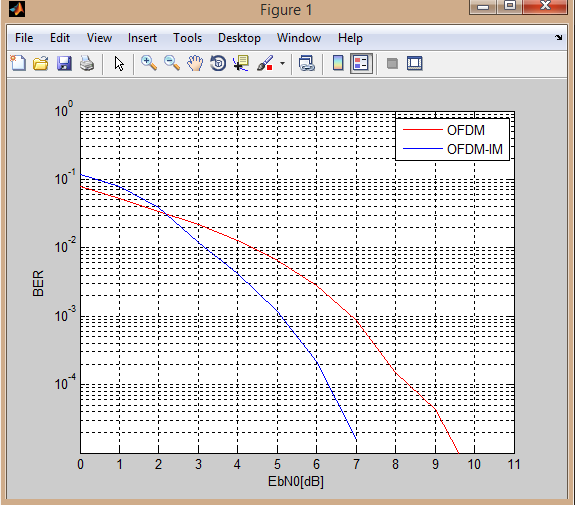 Figure 1
File Edit View Insert Tools Desktop Window Help
10^0
OFDM
OFDM-IM
10^-1
10^-2
10^-3
10^-4
BER
0 1 2 3 4 5 6 7 8 9 10 11
EbN0[dB]